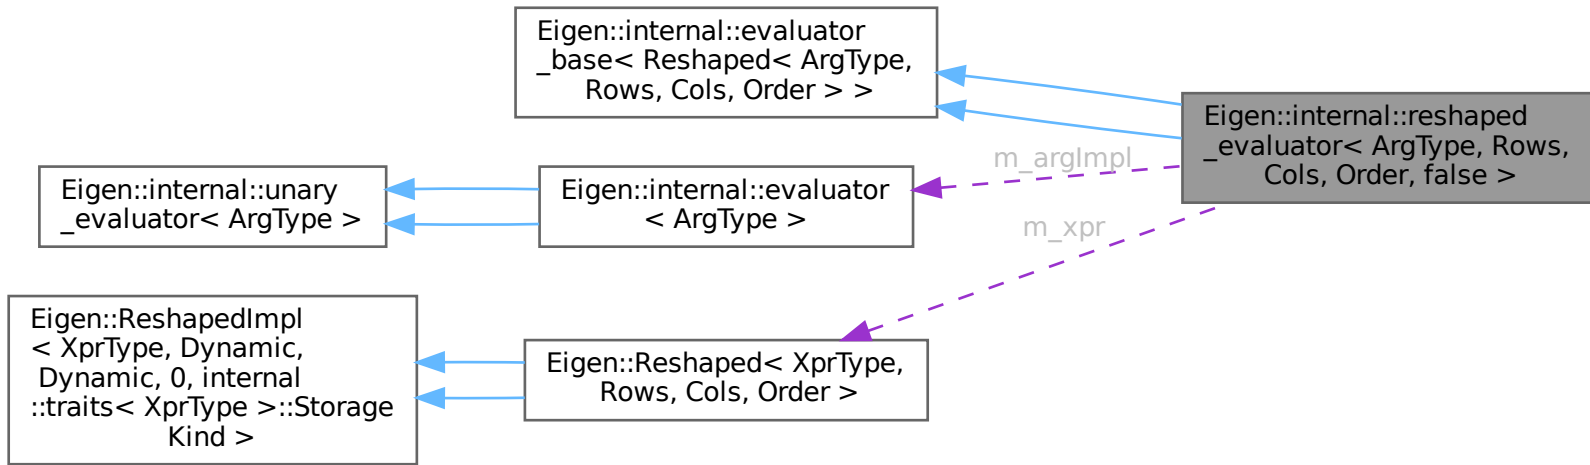 Eigen::internal::evaluator
_base< Reshaped< ArgType,
Rows, Cols, Order > >
Eigen::internal::reshaped
_evaluator< ArgType, Rows,
Cols, Order, false >
m_argImpl
Eigen::internal::unary
_evaluator< ArgType >
Eigen::internal::evaluator
< ArgType >
m_xpr
Eigen::ReshapedImpl
< XprType, Dynamic,
Dynamic, 0, internal
::traits< XprType >::Storage
Kind >
Eigen::Reshaped< XprType,
Rows, Cols, Order >